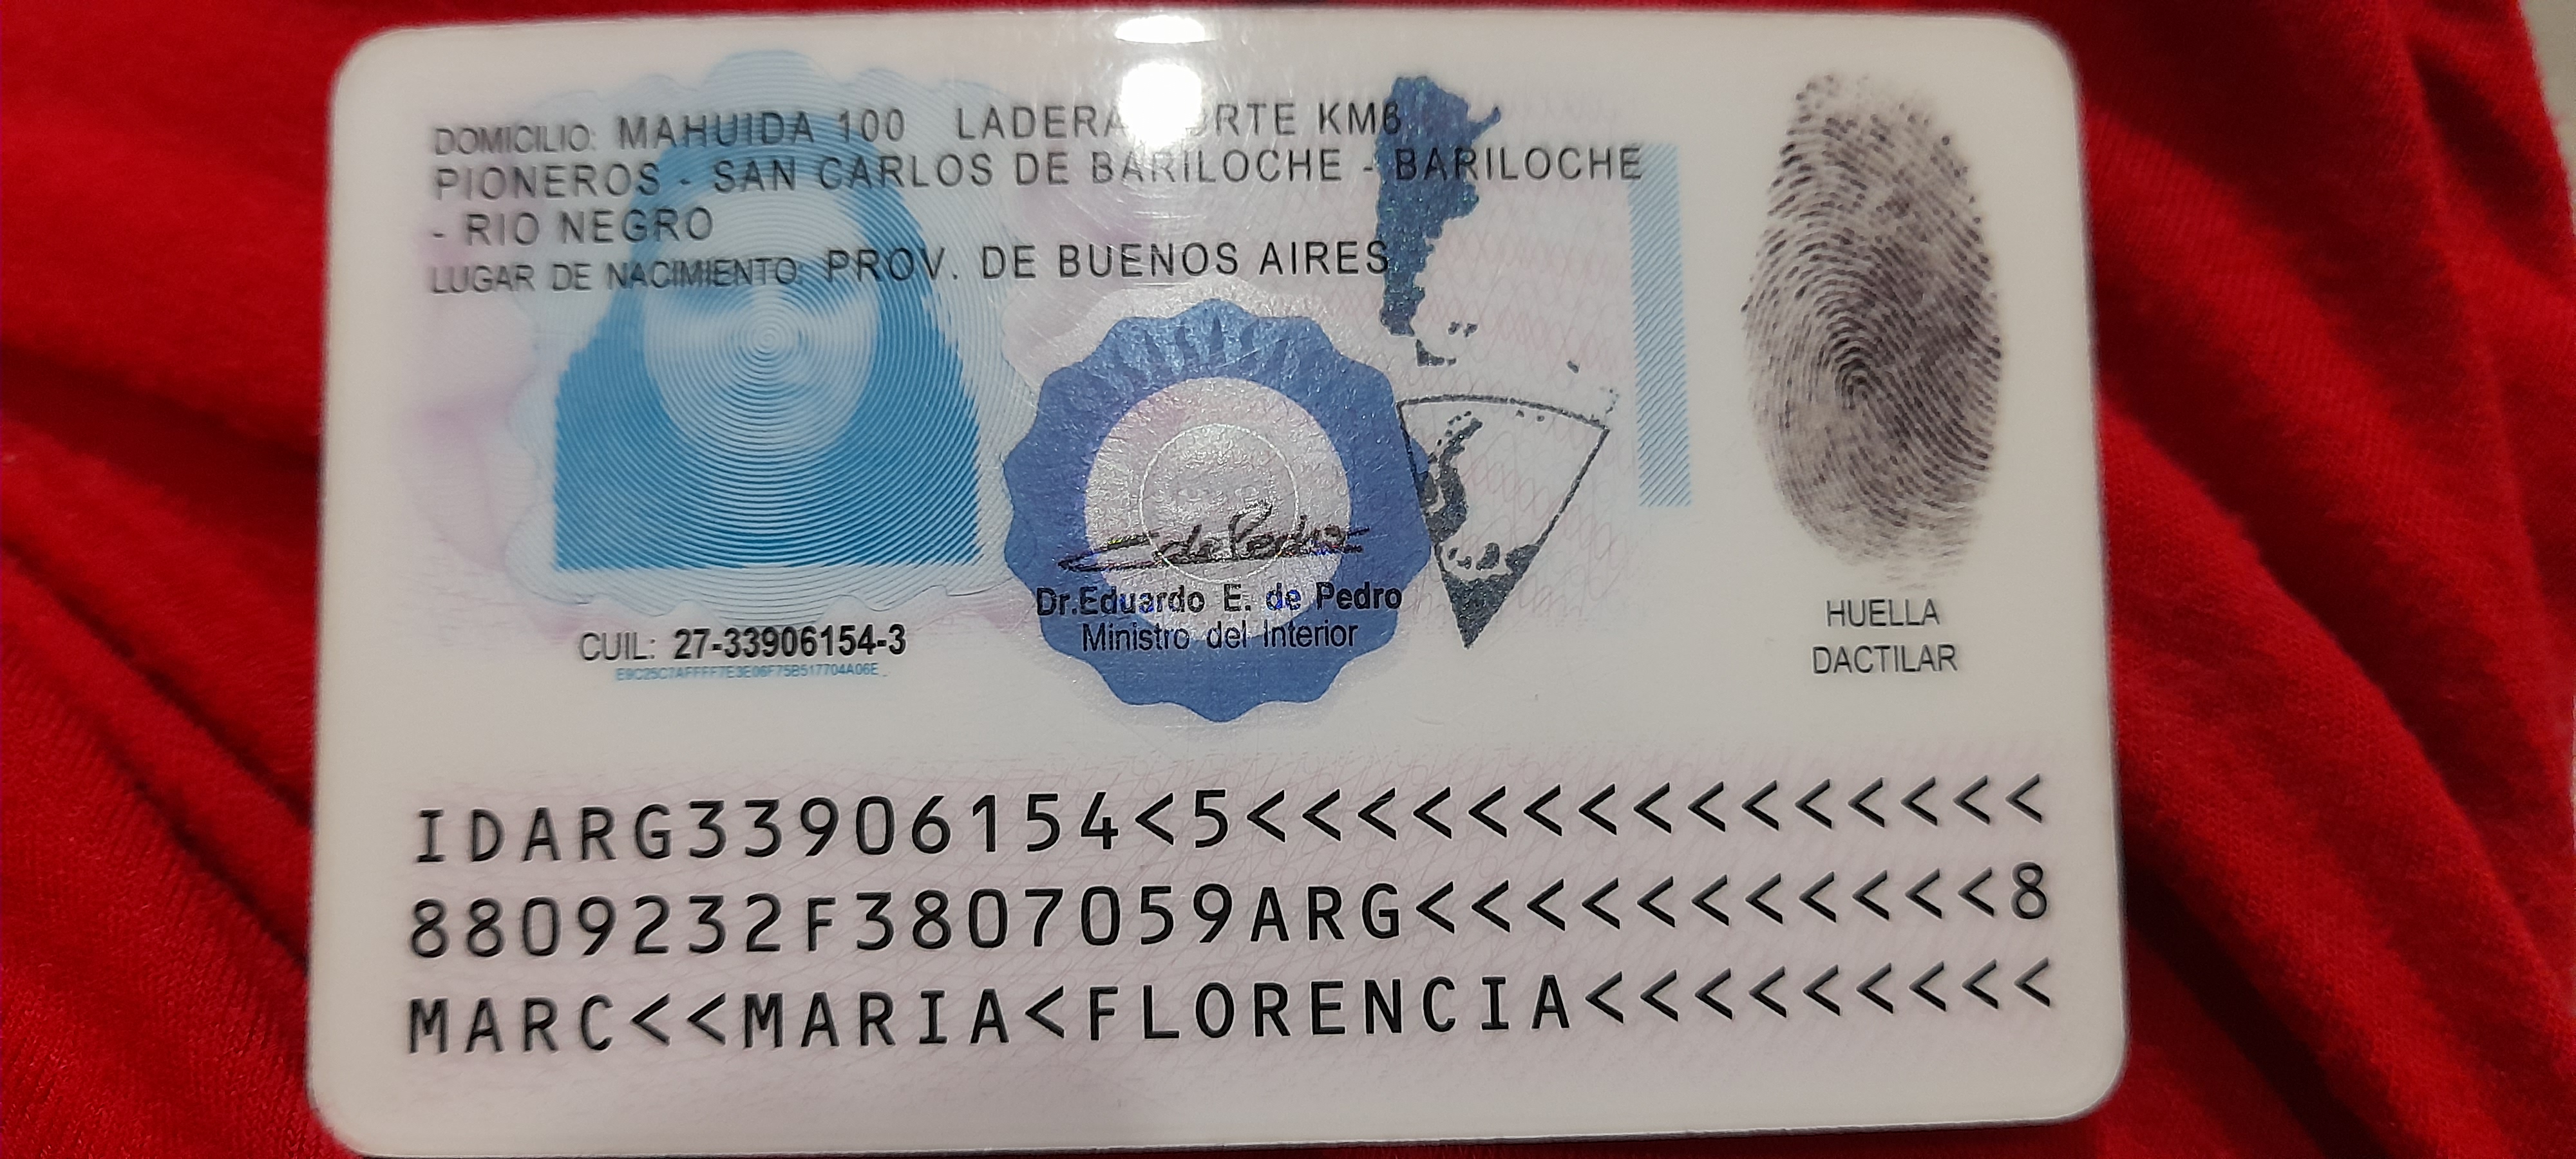 DOMICILIO: MAHUIDA 100 LADERA RTE KM8
PIONEROS - SAN CARLOS DE BARILOCHE - BARILOCHE
- RIO NEGRO
LUGAR DE NACIMIENTO: PROV. DE BUENOS AIRES
Dr. Eduardo E. de Pedro
Ministro del Interior
CUIL: 27-33906154-3
HUELLA
DACTILAR
IDARG33906154<5<<<<<<<<<<<<<<<
8809232F3807059ARG<<<<<<<<<<<8
MARC<<MARIA<FLORENCIA<<<<<<<<<